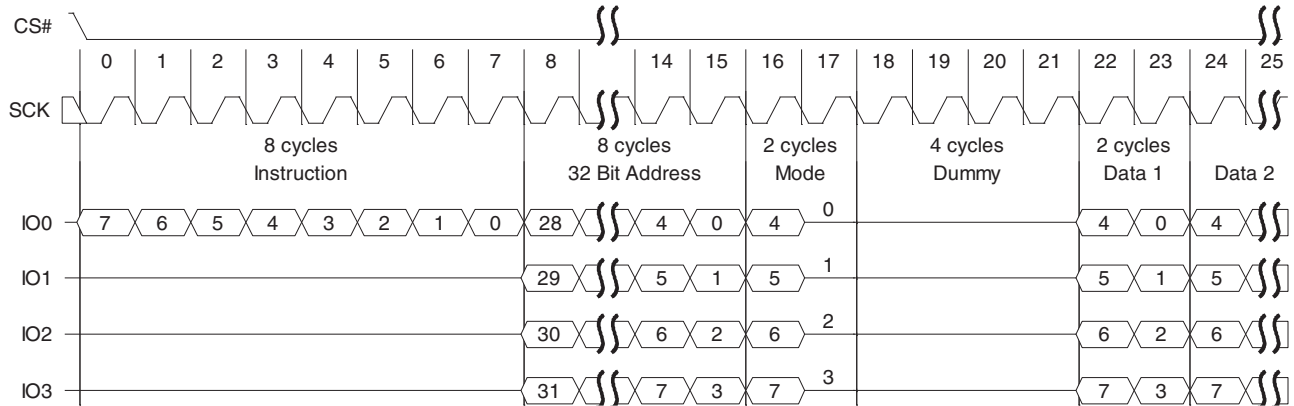 CS#
0 1 2 3 4 5 6 7 8 14 15 16 17 18 19 20 21 22 23 24 25
SCK
8 cycles 8 cycles 2 cycles 4 cycles 2 cycles
Instruction 32 Bit Address Mode Dummy Data 1 Data 2
IO0 7 6 5 4 3 2 1 0 28 4 0 4 0 4 0 4
IO1 29 5 1 5 1 5 1 5
IO2 30 6 2 6 2 6 2 6
IO3 31 7 3 7 3 7 3 7